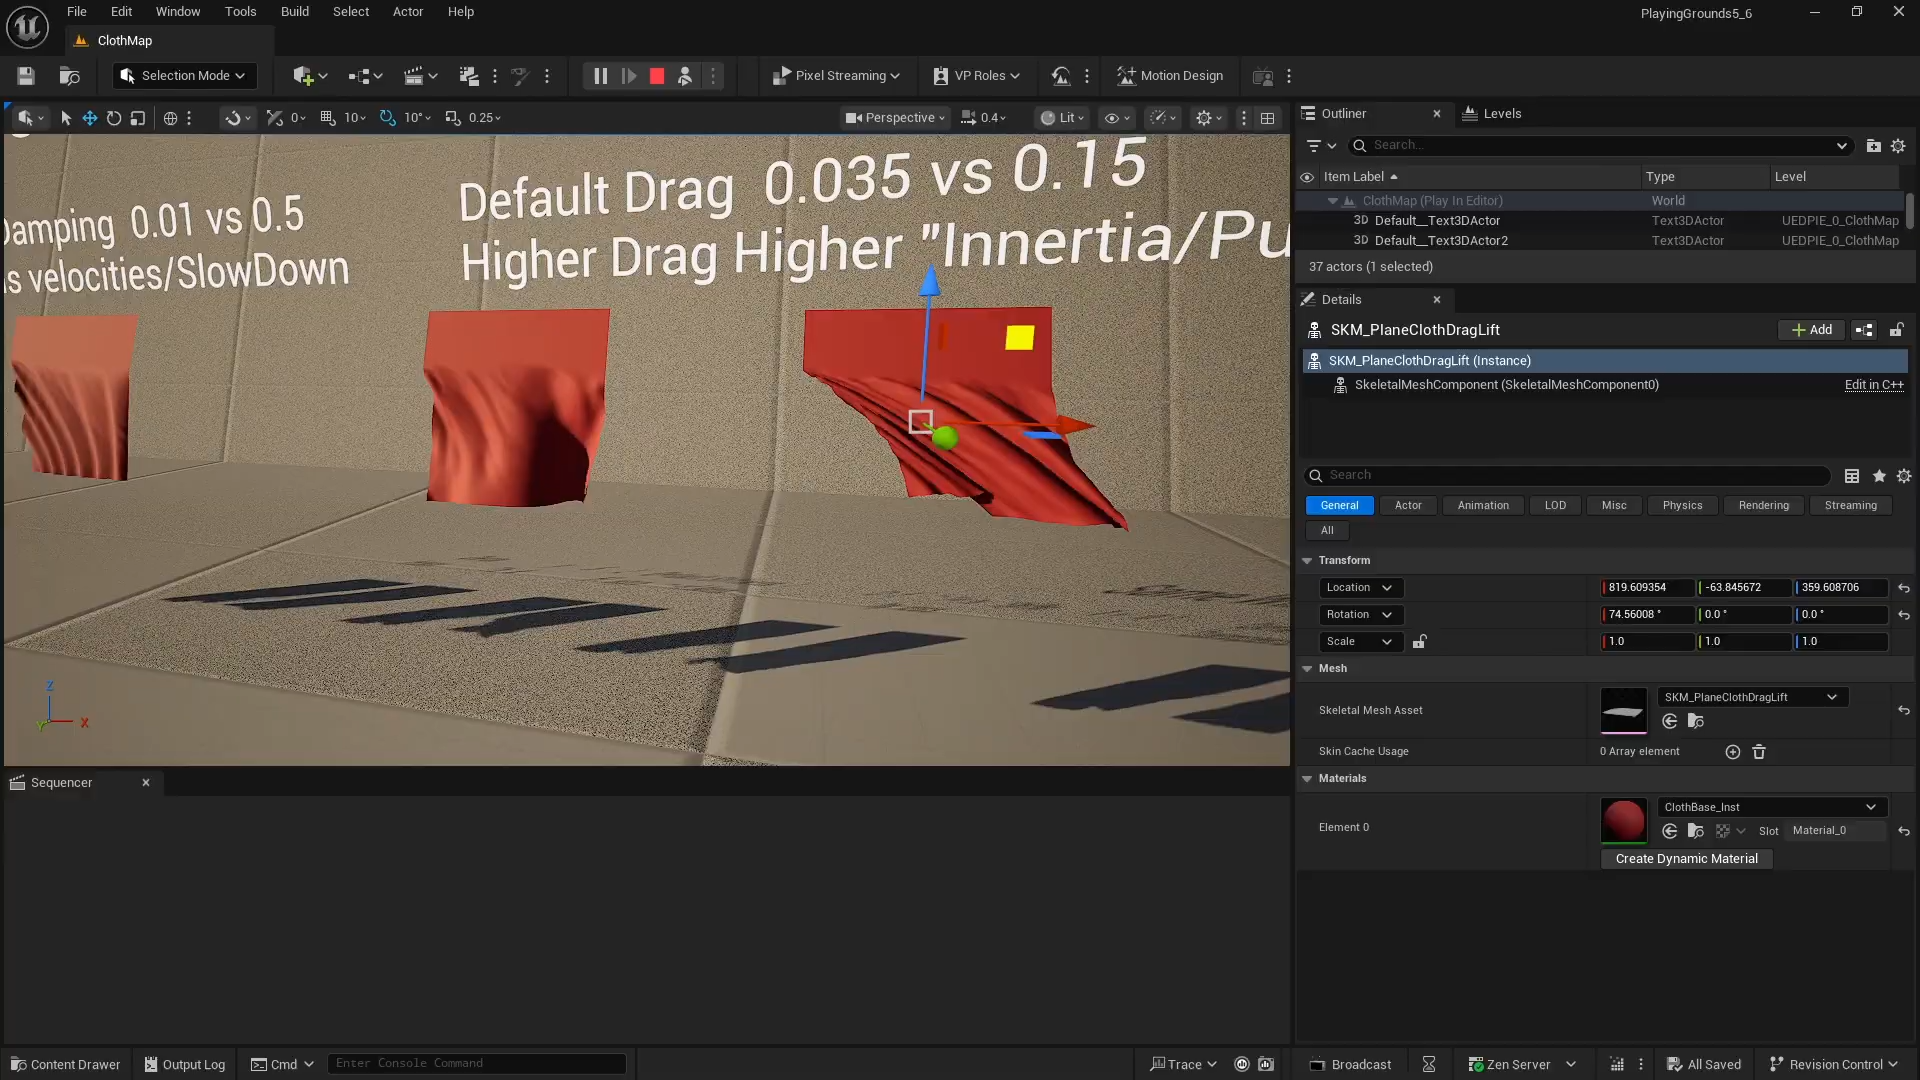 File Edit Window Tools Build Select Actor Help
PlayingGrounds5_6
ClothMap
Selection Mode
Pixel Streaming
VP Roles
Motion Design
0
10
10°
0.25
Perspective
0.4
Lit
Damping 0.01 vs 0.5
s velocities/SlowDown
Default Drag 0.035 vs 0.15
Higher Drag Higher "Innertia/Pu
Z
X
Y
Sequencer
Outliner
Levels
Search...
Item Label
Type
Level
ClothMap (Play In Editor)
World
Default__Text3DActor
Text3DActor
UEDPIE_0_ClothMap
Default__Text3DActor2
Text3DActor
UEDPIE_0_ClothMap
37 actors (1 selected)
Details
SKM_PlaneClothDragLift
Add
SKM_PlaneClothDragLift (Instance)
SkeletalMeshComponent (SkeletalMeshComponent0)
Edit in C++
Search
General
Actor
Animation
LOD
Misc
Physics
Rendering
Streaming
All
Transform
Location
819.609354
-63.845672
359.608706
Rotation
74.56008 °
0.0 °
0.0 °
Scale
1.0
1.0
1.0
Mesh
Skeletal Mesh Asset
SKM_PlaneClothDragLift
Skin Cache Usage
0 Array element
Materials
Element 0
ClothBase_Inst
Slot
Material_0
Create Dynamic Material
Content Drawer
Output Log
Cmd
Enter Console Command
Trace
Broadcast
Zen Server
All Saved
Revision Control